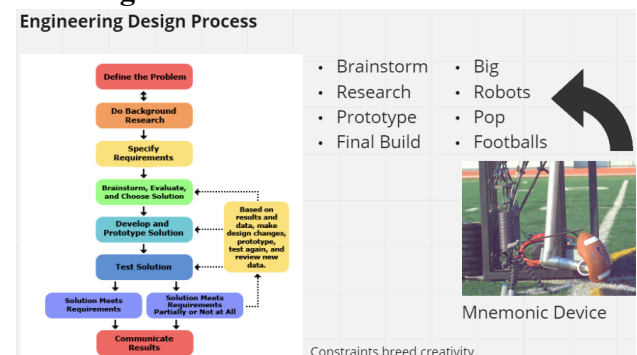 Engineering Design Process
Define the Problem
Do Background
Research
Specify
Requirements
Brainstorm, Evaluate,
and Choose Solution
Develop and
Prototype Solution
Test Solution
Based on
results and
data, make
design changes,
prototype,
test again, and
review new
data.
Solution Meets
Requirements
Solution Meets
Requirements
Partially or Not at All
Communicate
Results
• Brainstorm
• Research
• Prototype
• Final Build
• Big
• Robots
• Pop
• Footballs
Mnemonic Device
Constraints breed creativity